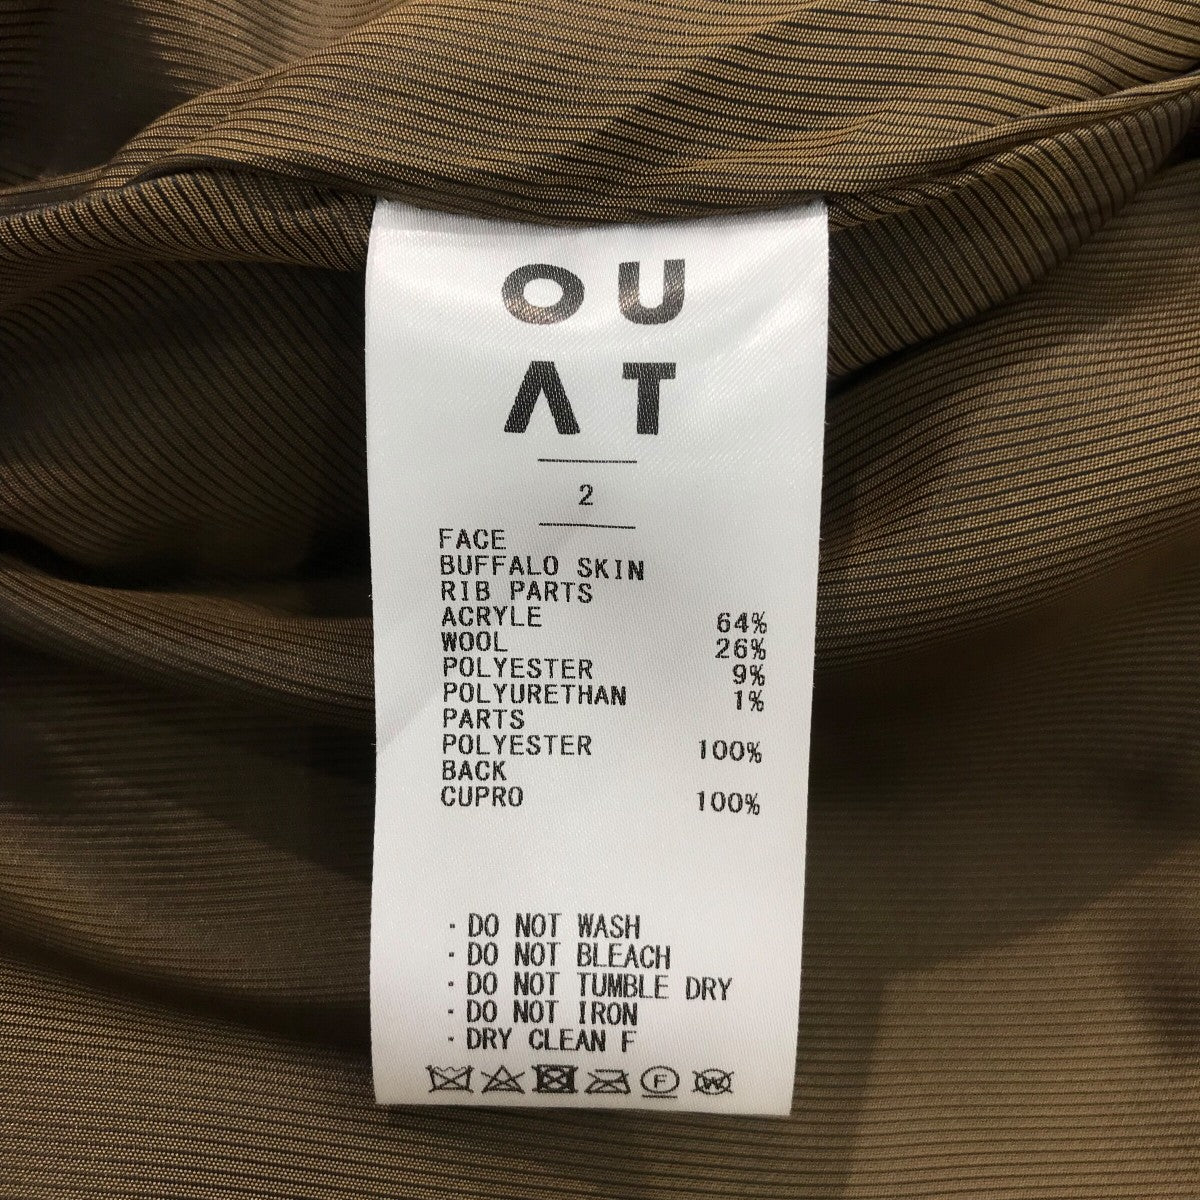 OU
AT
2
FACE
BUFFALO SKIN
RIB PARTS
ACRYLE 64%
WOOL 26%
POLYESTER 9%
POLYURETHAN 1%
PARTS
POLYESTER 100%
BACK
CUPRO 100%
· DO NOT WASH
· DO NOT BLEACH
· DO NOT TUMBLE DRY
· DO NOT IRON
· DRY CLEAN F
F W